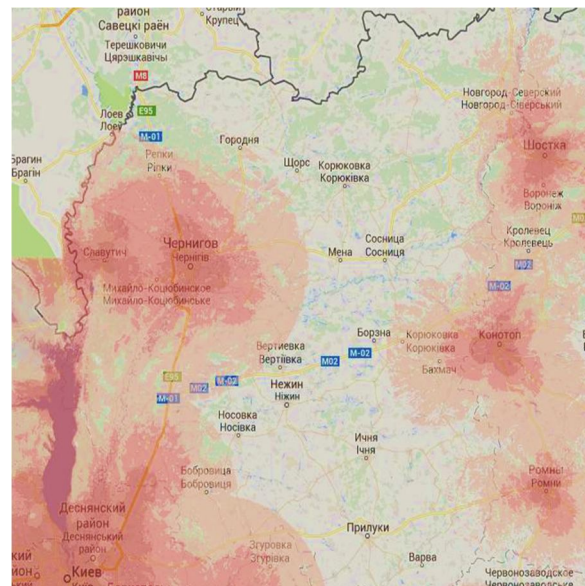 район
Савецкі раён
Терешковичи
Цярэшкавічы
Крупец
M8
Новгород-Северский
Новгород-Сіверський
Лоев
Лоеў
E95
M-01
Городня
Репки
Ріпки
Шостка
Брагин
Брагін
Щорс
Корюковка
Корюківка
Воронеж
Вороніж
Кролевец
Кролевець
Чернигов
Чернігів
Славутич
Мена
Сосница
Сосниця
M02
M-02
Михайло-Коцюбинское
Михайло-Коцюбинське
Борзна
Корюковка
Корюківка
Конотоп
Вертиевка
Вертіївка
M02
M-02
Бахмач
E95
M-01
M02
M-02
Нежин
Ніжин
Носовка
Носівка
Ичня
Ічня
Бобровица
Бобровиця
Ромны
Ромни
Деснянский
район
Деснянський
район
Прилуки
Згуровка
Згурівка
Варва
Киев
Червонозаводское